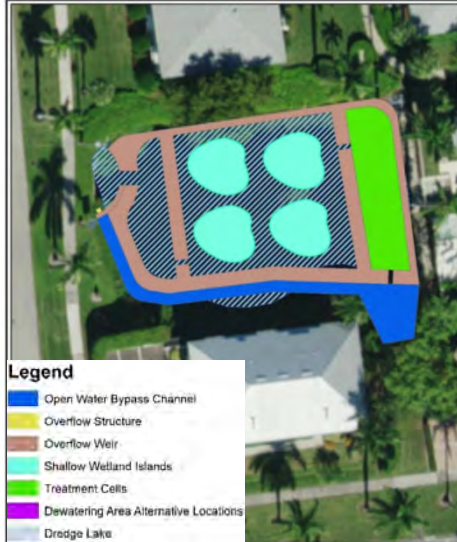 Legend
Open Water Bypass Channel
Overflow Structure
Overflow Weir
Shallow Wetland Islands
Treatment Cells
Dewatering Area Alternative Locations
Dredge Lake